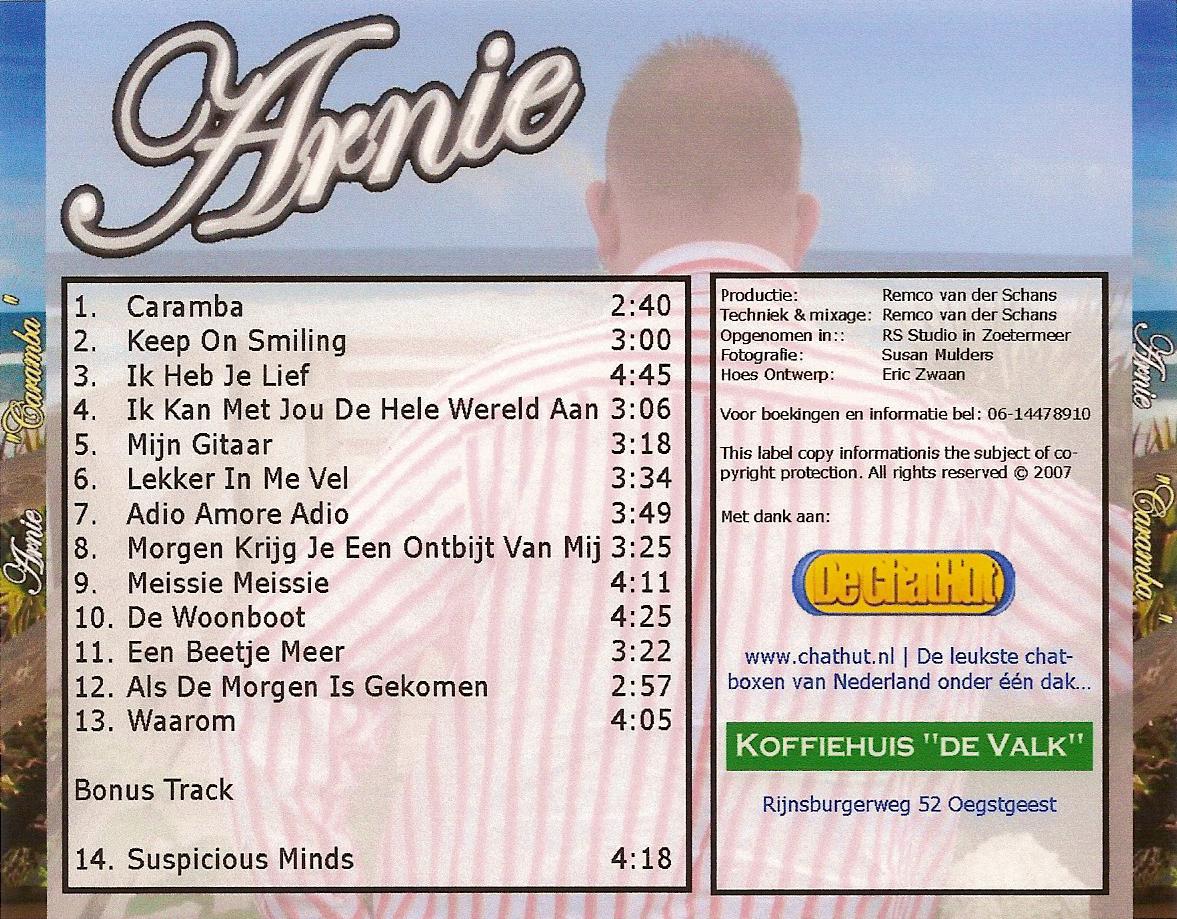 Arnie
1. Caramba 2:40
2. Keep On Smiling 3:00
3. Ik Heb Je Lief 4:45
4. Ik Kan Met Jou De Hele Wereld Aan 3:06
5. Mijn Gitaar 3:18
6. Lekker In Me Vel 3:34
7. Adio Amore Adio 3:49
8. Morgen Krijg Je Een Ontbijt Van Mij 3:25
9. Meissie Meissie 4:11
10. De Woonboot 4:25
11. Een Beetje Meer 3:22
12. Als De Morgen Is Gekomen 2:57
13. Waarom 4:05
Bonus Track
14. Suspicious Minds 4:18
Productie: Remco van der Schans
Techniek & mixage: Remco van der Schans
Opgenomen in:: RS Studio in Zoetermeer
Fotografie: Susan Mulders
Hoes Ontwerp: Eric Zwaan
Voor boekingen en informatie bel: 06-14478910
This label copy informationis the subject of co-
pyright protection. All rights reserved © 2007
Met dank aan:
De ChatHut
www.chathut.nl | De leukste chat-
boxen van Nederland onder één dak...
KOFFIEHUIS "DE VALK"
Rijnsburgerweg 52 Oegstgeest
Arnie "Caramba"
Arnie "Caramba"